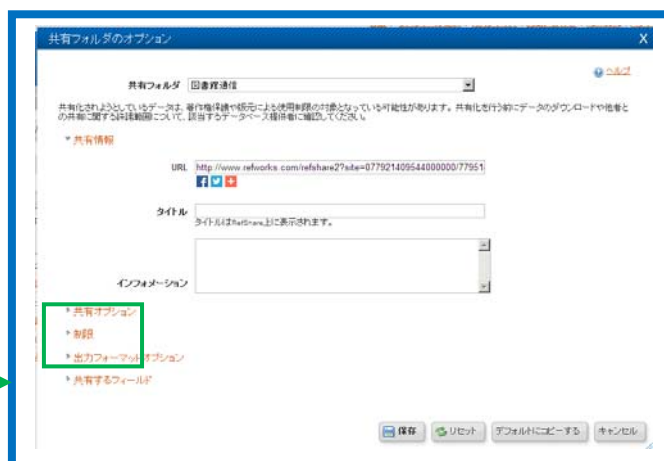 共有フォルダのオプション X
ヘルプ
共有フォルダ 図書館通信
共有化されようとしているデータは、著作権保護や版元による使用制限の対象となっている可能性があります。共有化を行う前にデータのダウンロードや他者と
の共有に関する許諾範囲について、該当するデータベース提供者に確認してください。
共有情報
URL http://www.refworks.com/refshare2?site=077921409544000000/77951
タイトル
タイトルはRefShare上に表示されます。
インフォメーション
共有オプション
制限
出力フォーマットオプション
共有するフィールド
保存 リセット デフォルトにコピーする キャンセル